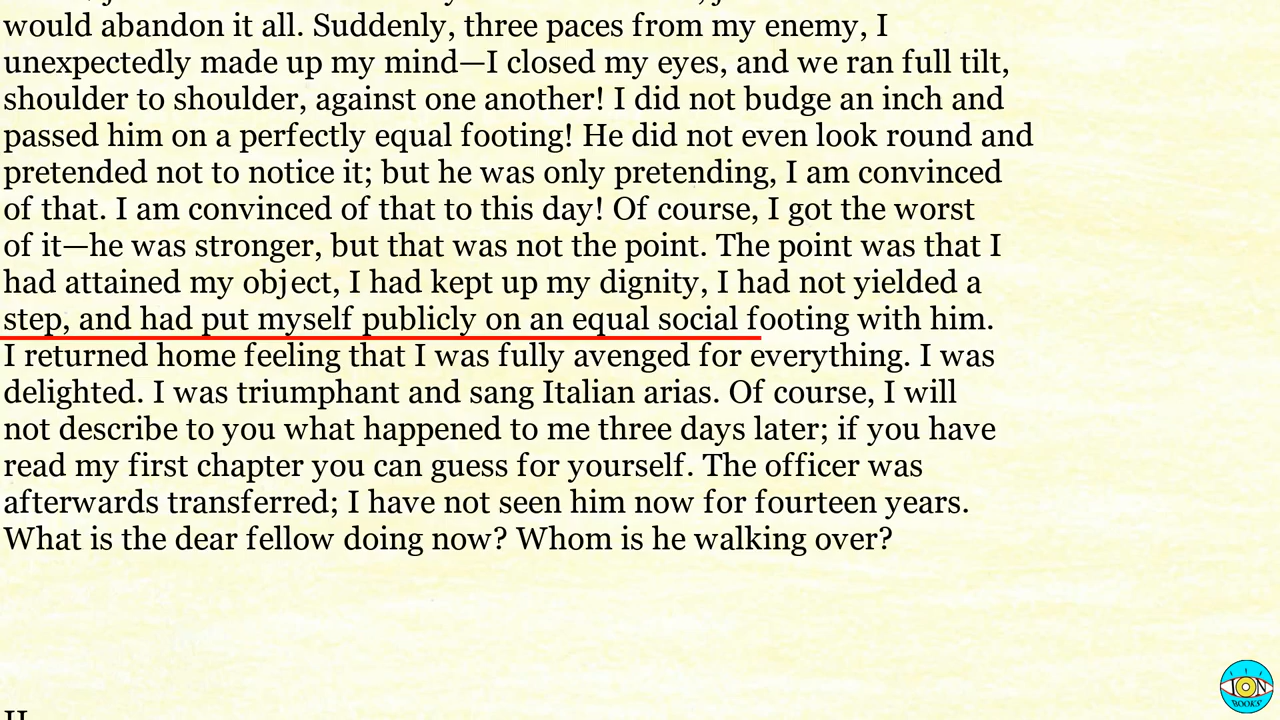 would abandon it all. Suddenly, three paces from my enemy, I
unexpectedly made up my mind—I closed my eyes, and we ran full tilt,
shoulder to shoulder, against one another! I did not budge an inch and
passed him on a perfectly equal footing! He did not even look round and
pretended not to notice it; but he was only pretending, I am convinced
of that. I am convinced of that to this day! Of course, I got the worst
of it—he was stronger, but that was not the point. The point was that I
had attained my object, I had kept up my dignity, I had not yielded a
step, and had put myself publicly on an equal social footing with him.
I returned home feeling that I was fully avenged for everything. I was
delighted. I was triumphant and sang Italian arias. Of course, I will
not describe to you what happened to me three days later; if you have
read my first chapter you can guess for yourself. The officer was
afterwards transferred; I have not seen him now for fourteen years.
What is the dear fellow doing now? Whom is he walking over?
ION
BOOKS